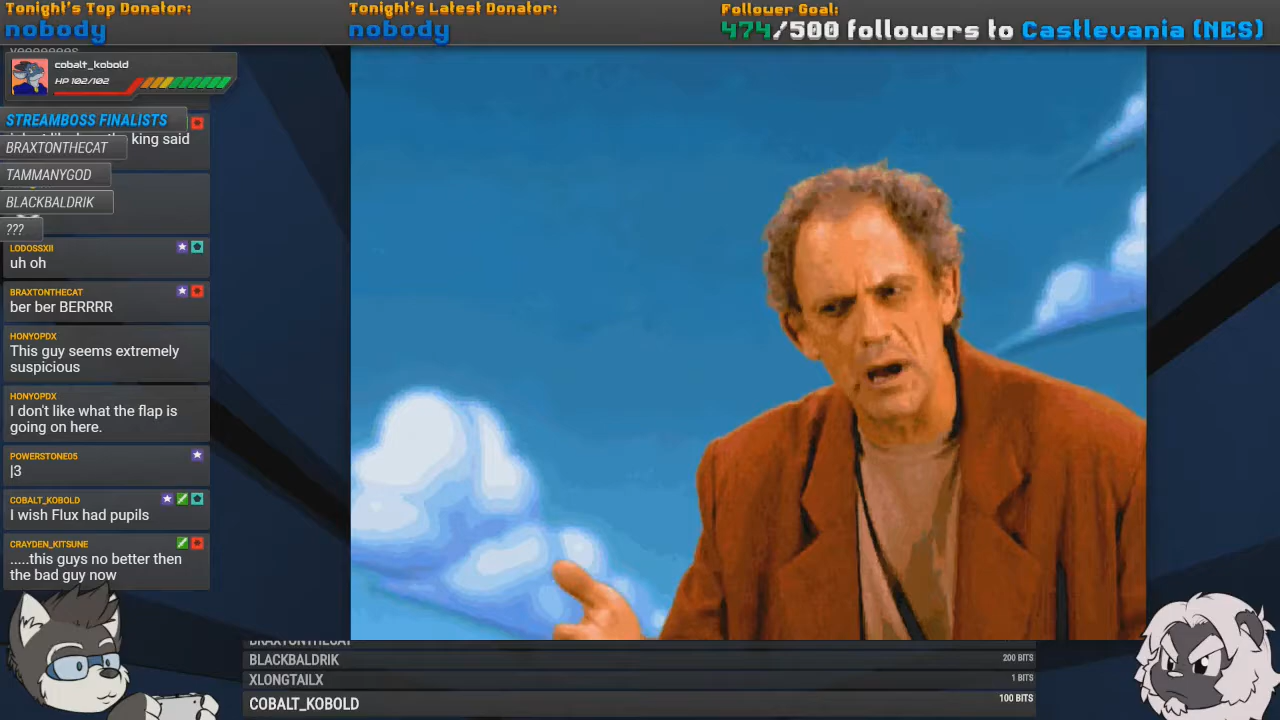 Tonight's Top Donator:
nobody
Tonight's Latest Donator:
nobody
Follower Goal:
474/500 followers to Castlevania (NES)
cobalt_kobold
HP 102/102
STREAMBOSS FINALISTS
king said
BRAXTONTHECAT
TAMMANYGOD
BLACKBALDRIK
???
LODOSSXII
uh oh
BRAXTONTHECAT
ber ber BERRRR
HONYOPDX
This guy seems extremely
suspicious
HONYOPDX
I don't like what the flap is
going on here.
POWERSTONE05
|3
COBALT_KOBOLD
I wish Flux had pupils
CRAYDEN_KITSUNE
.....this guys no better then
the bad guy now
BRAXTONTHECAT
BLACKBALDRIK 200 BITS
XLONGTAILX 1 BITS
COBALT_KOBOLD 100 BITS